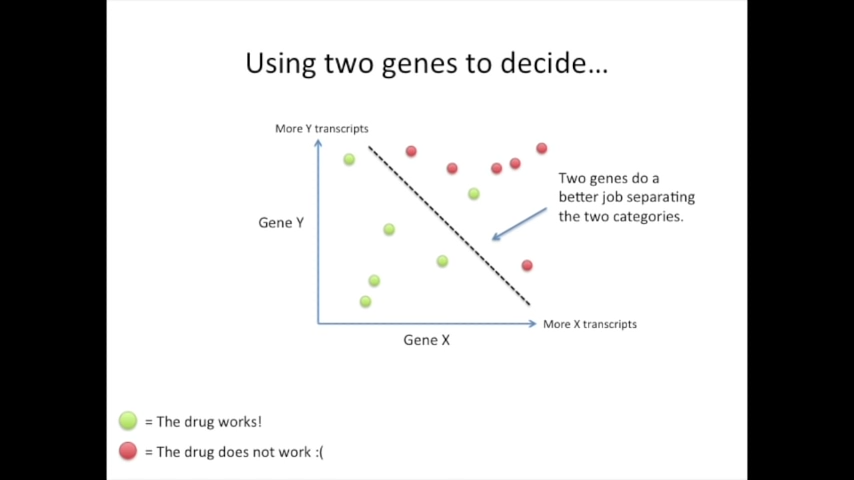 Using two genes to decide...
More Y transcripts
Two genes do a
better job separating
the two categories.
Gene Y
More X transcripts
Gene X
= The drug works!
= The drug does not work :(